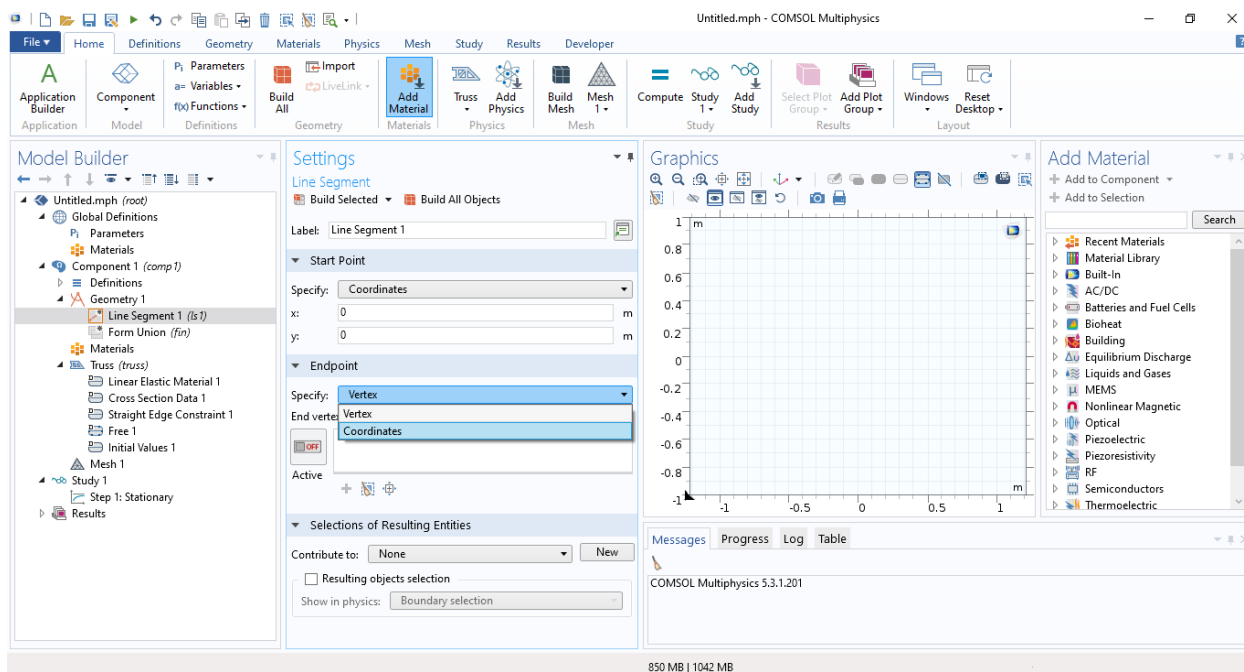 Untitled.mph - COMSOL Multiphysics
File Home Definitions Geometry Materials Physics Mesh Study Results Developer
A
Application Builder
Application
Component
Model
Pi Parameters
a= Variables
f(x) Functions
Definitions
Build All
Import
LiveLink
Geometry
Add Material
Materials
Truss
Add Physics
Physics
Build Mesh
Mesh 1
Mesh
Compute
Study 1
Add Study
Study
Select Plot Group
Add Plot Group
Results
Windows
Reset Desktop
Layout
Model Builder
Untitled.mph (root)
Global Definitions
Pi Parameters
Materials
Component 1 (comp1)
Definitions
Geometry 1
Line Segment 1 (ls1)
Form Union (fin)
Materials
Truss (truss)
Linear Elastic Material 1
Cross Section Data 1
Straight Edge Constraint 1
Free 1
Initial Values 1
Mesh 1
Study 1
Step 1: Stationary
Results
Settings
Line Segment
Build Selected Build All Objects
Label: Line Segment 1
Start Point
Specify: Coordinates
x: 0 m
y: 0 m
Endpoint
Specify: Vertex
End verte
Vertex
Coordinates
OFF
Active
Selections of Resulting Entities
Contribute to: None New
Resulting objects selection
Show in physics: Boundary selection
Graphics
1 m
0.8
0.6
0.4
0.2
0
-0.2
-0.4
-0.6
-0.8
m
-1
-1 -0.5 0 0.5 1
Messages Progress Log Table
COMSOL Multiphysics 5.3.1.201
Add Material
Add to Component
Add to Selection
Search
Recent Materials
Material Library
Built-In
AC/DC
Batteries and Fuel Cells
Bioheat
Building
Δu Equilibrium Discharge
Liquids and Gases
μ MEMS
Nonlinear Magnetic
Optical
Piezoelectric
Piezoresistivity
RF
Semiconductors
Thermoelectric
850 MB | 1042 MB